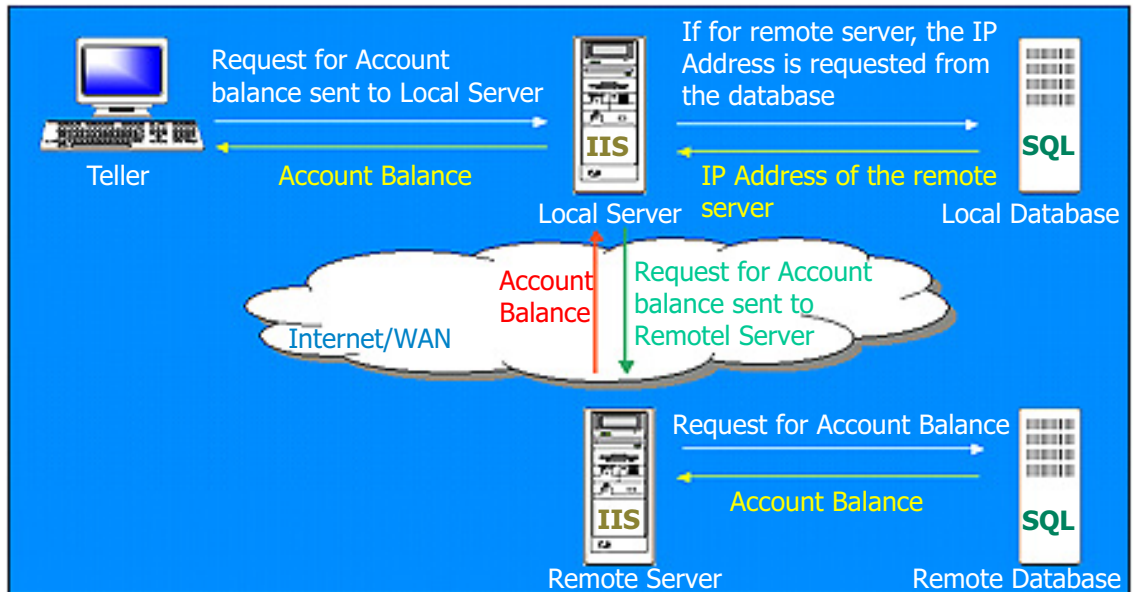 Request for Account
balance sent to Local Server
If for remote server, the IP
Address is requested from
the database
IIS
SQL
Teller
Account Balance
IP Address of the remote
server
Local Server
Local Database
Account
Balance
Request for Account
balance sent to
Remotel Server
Internet/WAN
Request for Account Balance
Account Balance
IIS
SQL
Remote Server
Remote Database